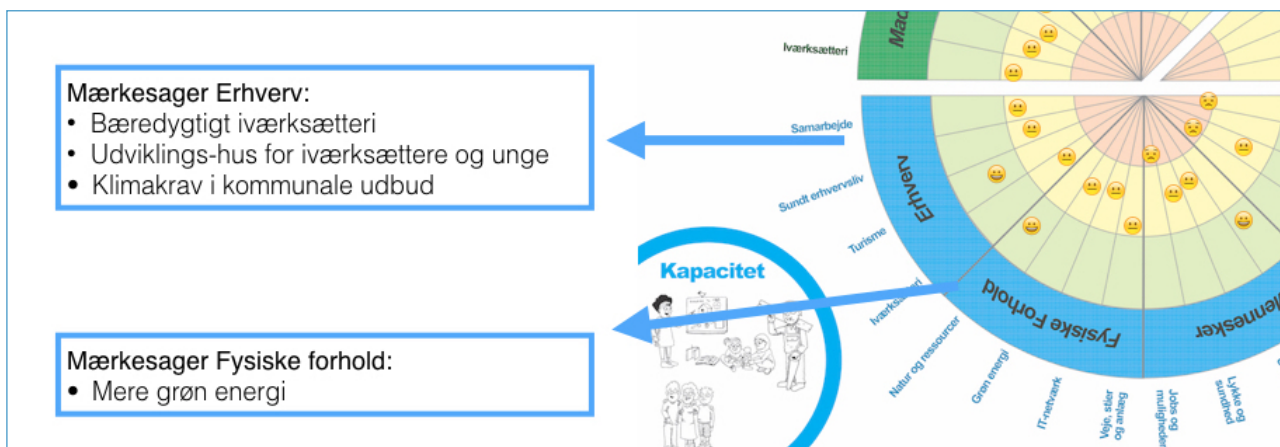 Mærkesager Erhverv:
• Bæredygtigt iværksætteri
• Udviklings-hus for iværksættere og unge
• Klimakrav i kommunale udbud
Mærkesager Fysiske forhold:
• Mere grøn energi
Kapacitet
Iværksætteri
Samarbejde
Sundt erhvervsliv
Turisme
Natur og ressourcer
Grøn energi
IT-netværk
Veje, stier
og anlæg
Jobs og
Lykke og
sundhed
Erhverv
Fysiske Forhold